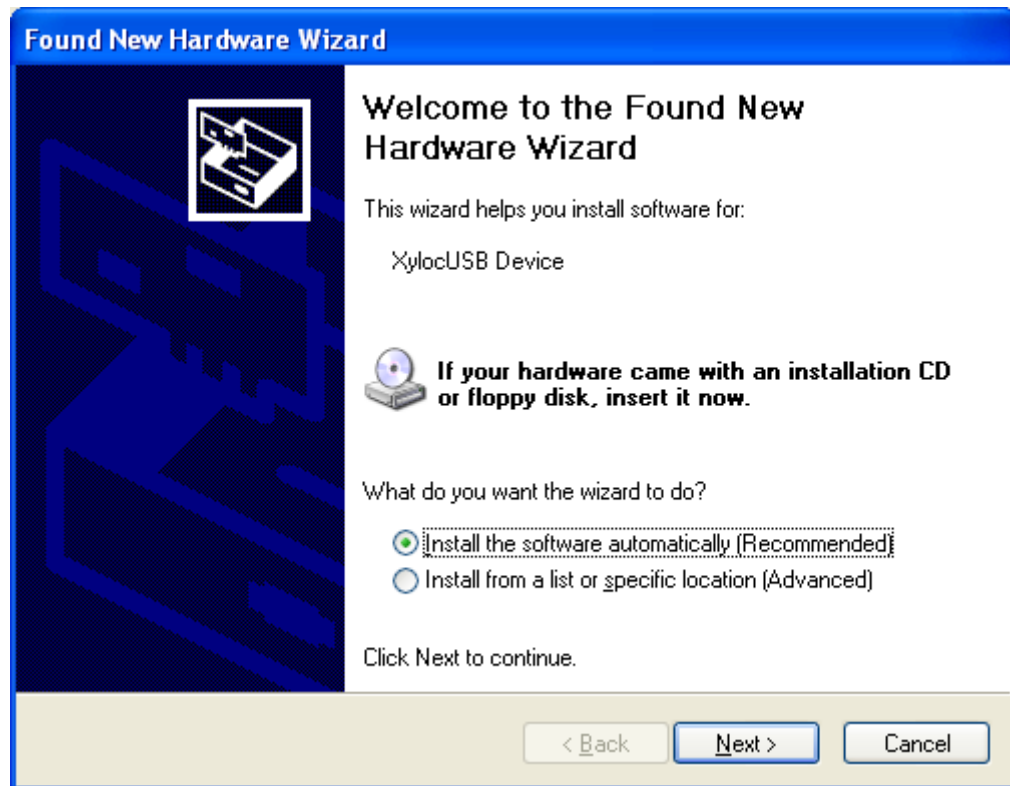 Found New Hardware Wizard
Welcome to the Found New
Hardware Wizard
This wizard helps you install software for:
XylocUSB Device
If your hardware came with an installation CD
or floppy disk, insert it now.
What do you want the wizard to do?
Install the software automatically (Recommended)
Install from a list or specific location (Advanced)
Click Next to continue.
< Back Next > Cancel